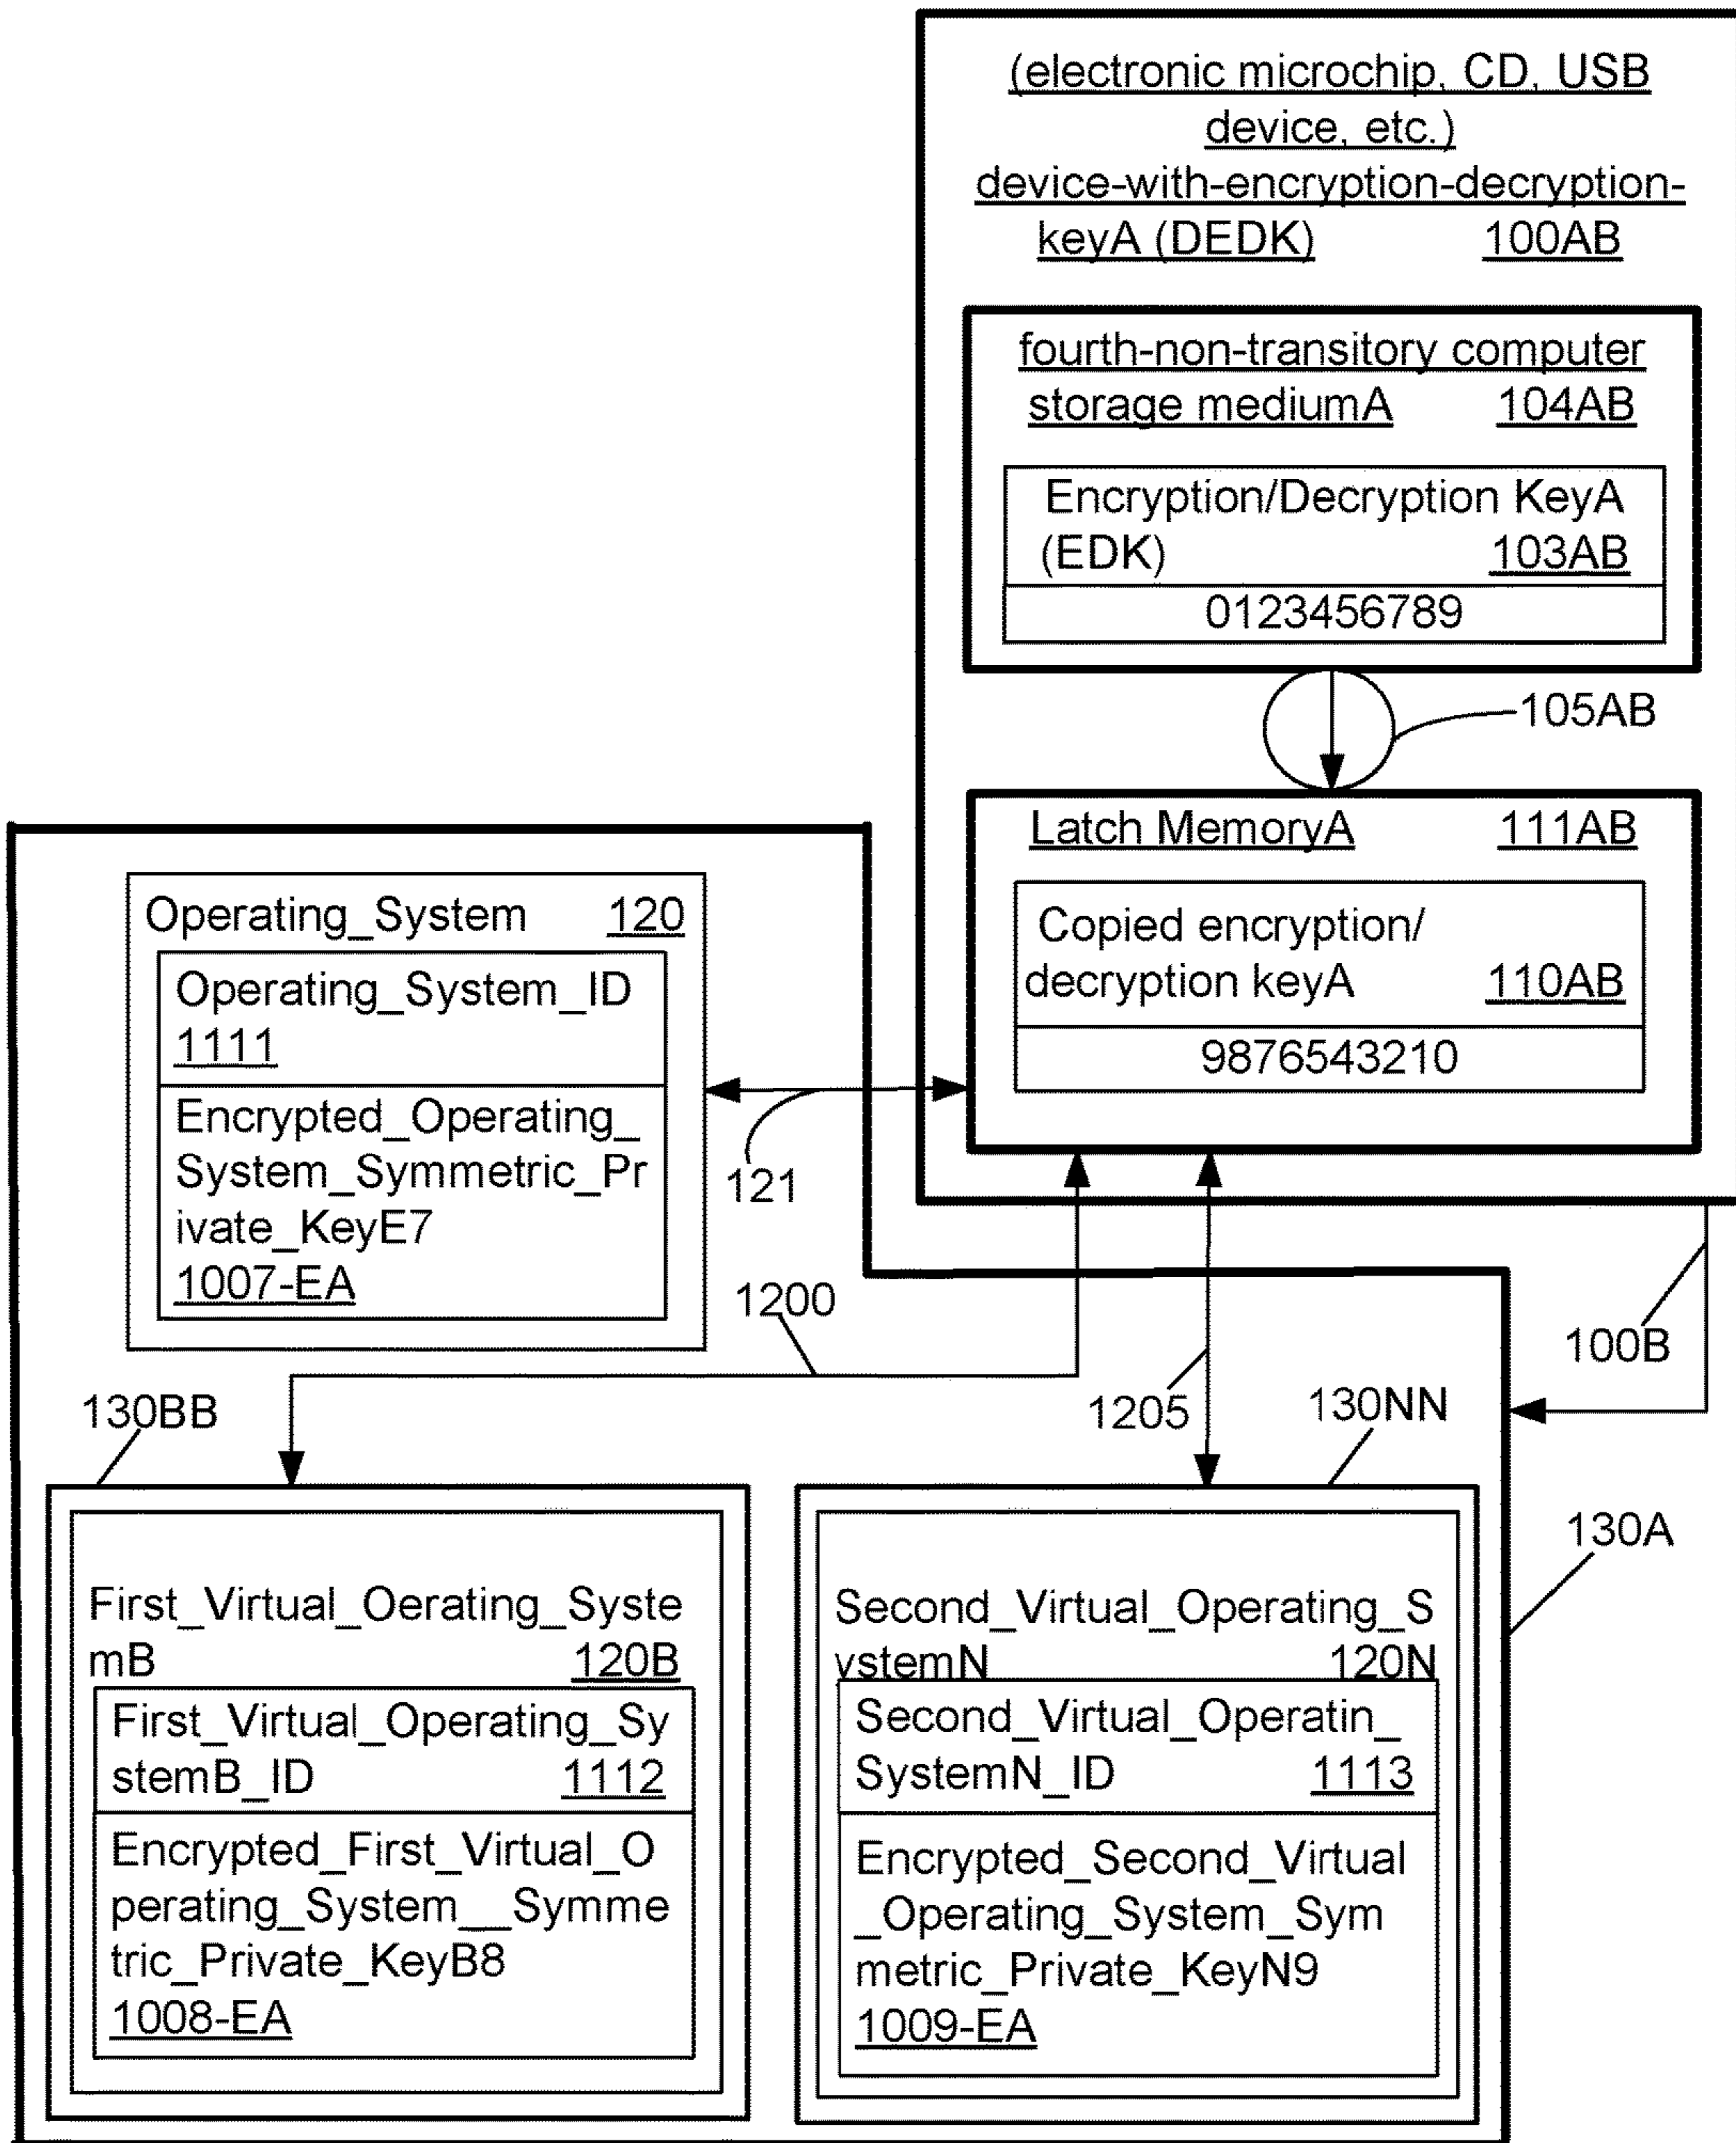 (electronic microchip, CD, USB
device, etc.)
device-with-encryption-decryption-
keyA (DEDK) 100AB
fourth-non-transitory computer
storage mediumA 104AB
Encryption/Decryption KeyA
(EDK) 103AB
0123456789
105AB
Latch MemoryA 111AB
Copied encryption/
decryption keyA 110AB
9876543210
Operating_System 120
Operating_System_ID
1111
Encrypted_Operating_
System_Symmetric_Pr
ivate_KeyE7
1007-EA
121
1200
1205
100B
130BB
130NN
130A
First_Virtual_Oerating_Syste
mB 120B
First_Virtual_Operating_Sy
stemB_ID 1112
Encrypted_First_Virtual_O
perating_System__Symme
tric_Private_KeyB8
1008-EA
Second_Virtual_Operating_S
ystemN 120N
Second_Virtual_Operatin_
SystemN_ID 1113
Encrypted_Second_Virtual
_Operating_System_Sym
metric_Private_KeyN9
1009-EA